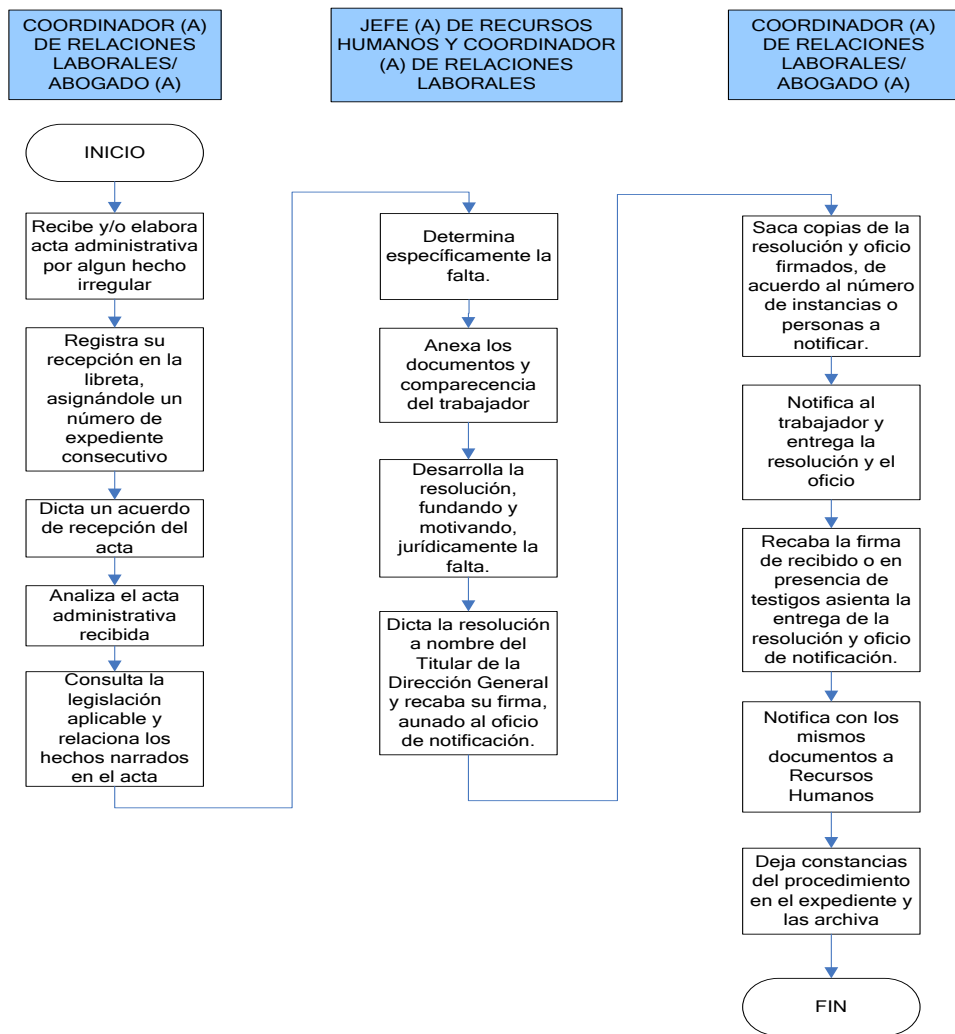 COORDINADOR (A)
DE RELACIONES
LABORALES/
ABOGADO (A)
INICIO
Recibe y/o elabora
acta administrativa
por algun hecho
irregular
Registra su
recepción en la
libreta,
asignándole un
número de
expediente
consecutivo
Dicta un acuerdo
de recepción del
acta
Analiza el acta
administrativa
recibida
Consulta la
legislación
aplicable y
relaciona los
hechos narrados
en el acta
JEFE (A) DE RECURSOS
HUMANOS Y COORDINADOR
(A) DE RELACIONES
LABORALES
Determina
específicamente la
falta.
Anexa los
documentos y
comparecencia
del trabajador
Desarrolla la
resolución,
fundando y
motivando,
jurídicamente la
falta.
Dicta la resolución
a nombre del
Titular de la
Dirección General
y recaba su firma,
aunado al oficio
de notificación.
COORDINADOR (A)
DE RELACIONES
LABORALES/
ABOGADO (A)
Saca copias de la
resolución y oficio
firmados, de
acuerdo al número
de instancias o
personas a
notificar.
Notifica al
trabajador y
entrega la
resolución y el
oficio
Recaba la firma
de recibido o en
presencia de
testigos asienta la
entrega de la
resolución y oficio
de notificación.
Notifica con los
mismos
documentos a
Recursos
Humanos
Deja constancias
del procedimiento
en el expediente y
las archiva
FIN